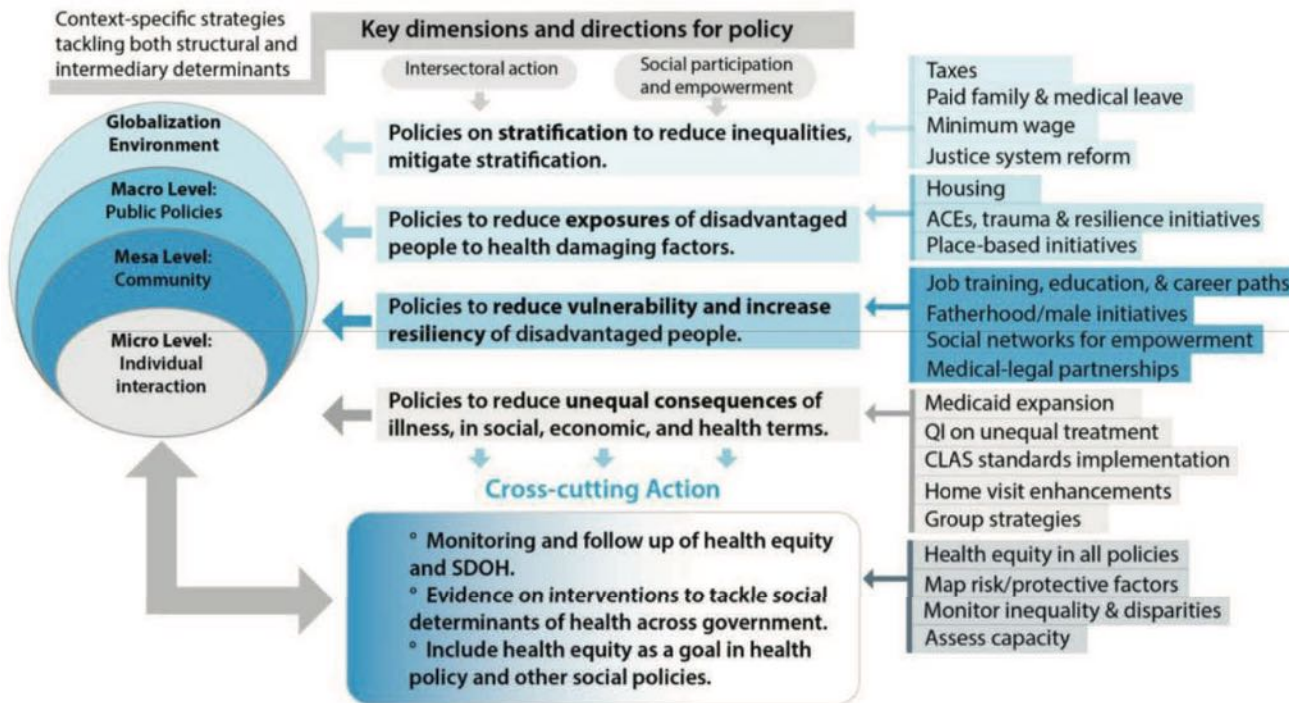 Context-specific strategies
tackling both structural and
intermediary determinants
Key dimensions and directions for policy
Intersectoral action
Social participation
and empowerment
Globalization
Environment
Macro Level:
Public Policies
Mesa Level:
Community
Micro Level:
Individual
interaction
Policies on stratification to reduce inequalities,
mitigate stratification.
Taxes
Paid family & medical leave
Minimum wage
Justice system reform
Policies to reduce exposures of disadvantaged
people to health damaging factors.
Housing
ACEs, trauma & resilience initiatives
Place-based initiatives
Policies to reduce vulnerability and increase
resiliency of disadvantaged people.
Job training, education, & career paths
Fatherhood/male initiatives
Social networks for empowerment
Medical-legal partnerships
Policies to reduce unequal consequences of
illness, in social, economic, and health terms.
Medicaid expansion
QI on unequal treatment
CLAS standards implementation
Home visit enhancements
Group strategies
Cross-cutting Action
° Monitoring and follow up of health equity
and SDOH.
° Evidence on interventions to tackle social
determinants of health across government.
° Include health equity as a goal in health
policy and other social policies.
Health equity in all policies
Map risk/protective factors
Monitor inequality & disparities
Assess capacity